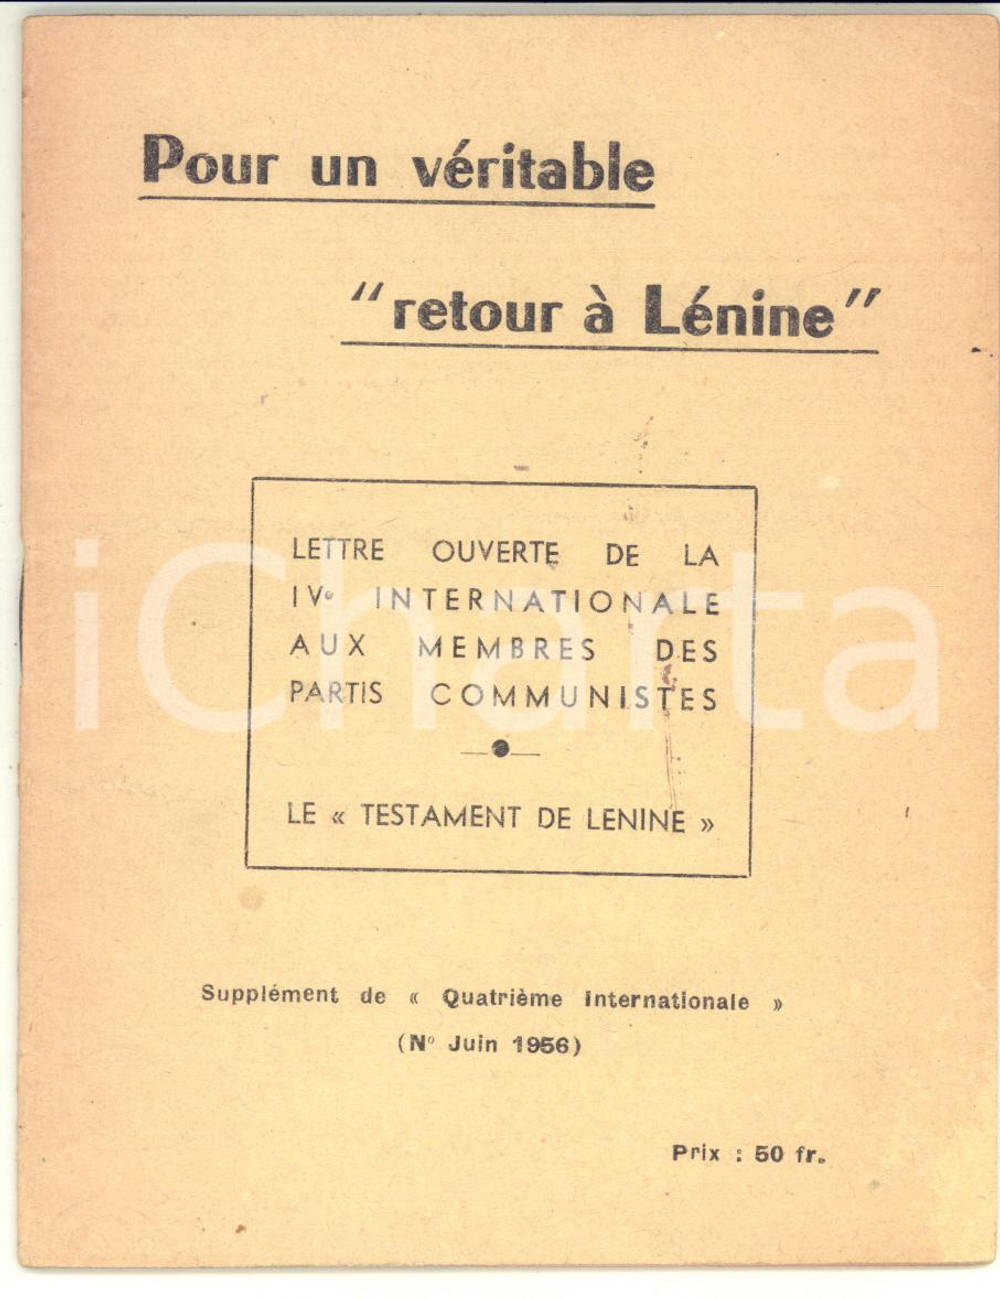 Pour un véritable
“retour à Lénine”
LETTRE OUVERTE DE LA
IVe INTERNATIONALE
AUX MEMBRES DES
PARTIS COMMUNISTES
LE « TESTAMENT DE LENINE »
Supplément de « Quatrième Internationale »
(N° Juin 1956)
Prix : 50 fr.
iCharta